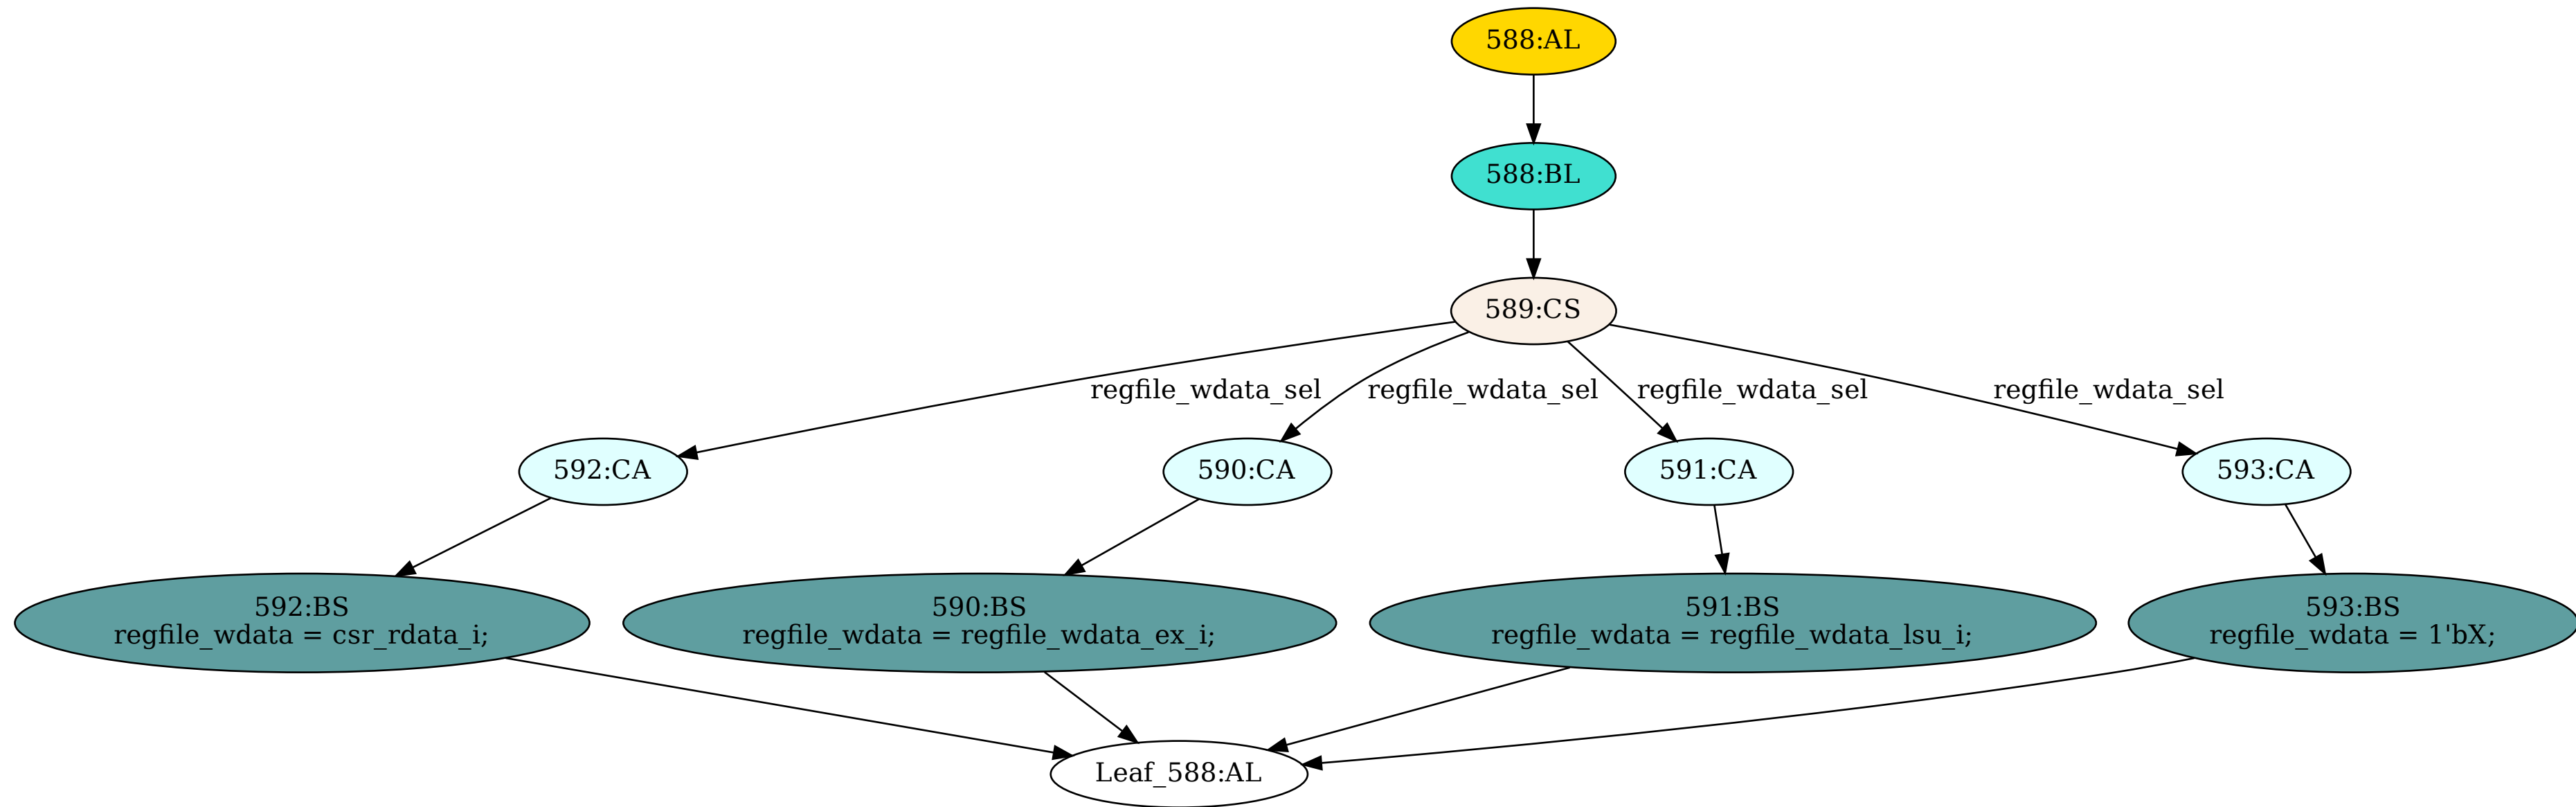 588:AL
588:BL
589:CS
regfile_wdata_sel
regfile_wdata_sel
regfile_wdata_sel
regfile_wdata_sel
592:CA
590:CA
591:CA
593:CA
592:BS
regfile_wdata = csr_rdata_i;
590:BS
regfile_wdata = regfile_wdata_ex_i;
591:BS
regfile_wdata = regfile_wdata_lsu_i;
593:BS
regfile_wdata = 1'bX;
Leaf_588:AL